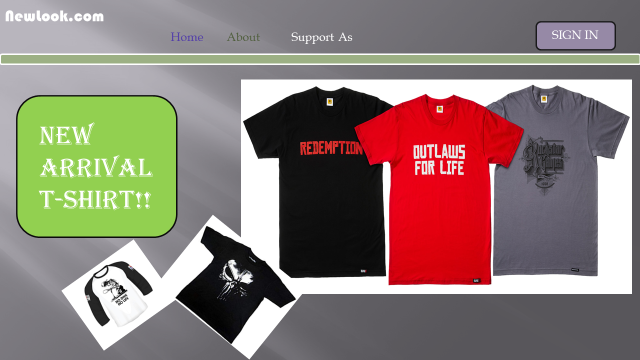 Newlook.com
Home About Support As
SIGN IN
NEW
ARRIVAL
T-SHIRT!!
REDEMPTION
OUTLAWS
FOR LIFE